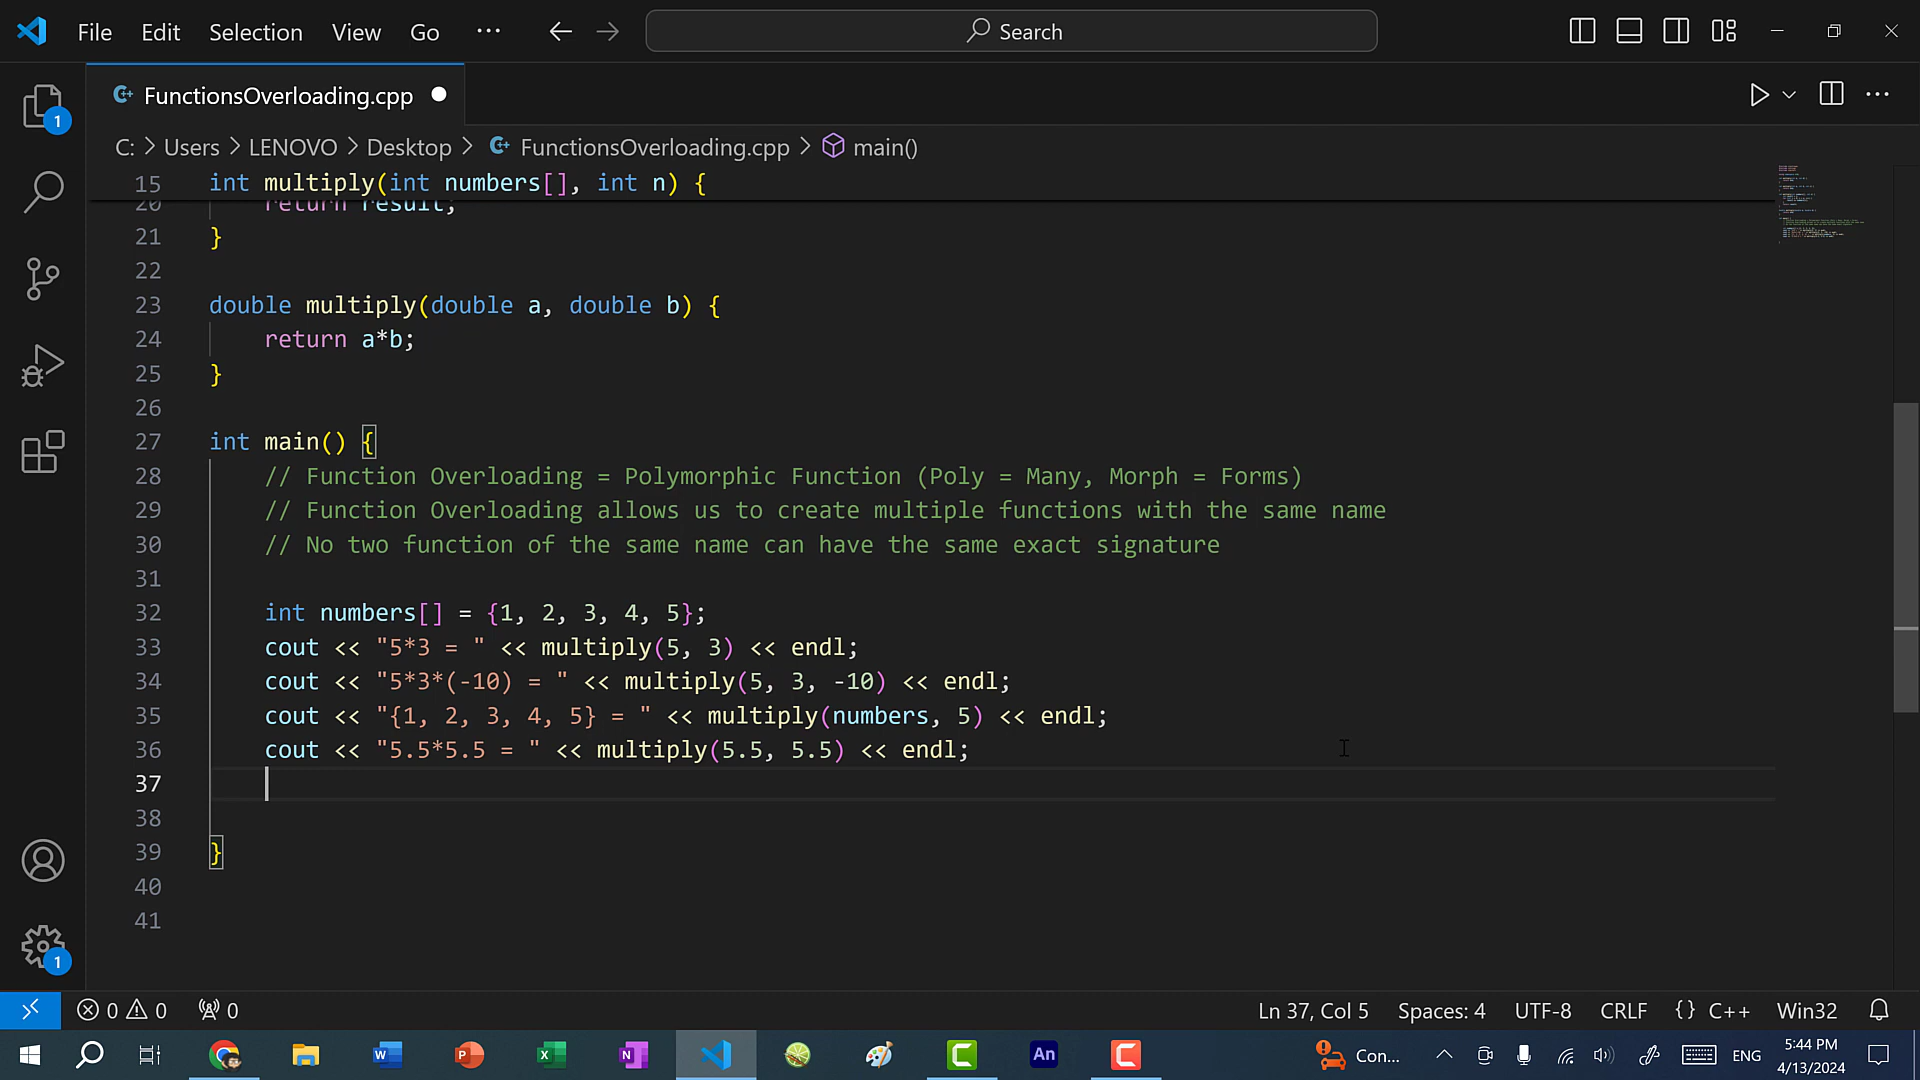 File Edit Selection View Go ··· Search
FunctionsOverloading.cpp
1
C: > Users > LENOVO > Desktop > FunctionsOverloading.cpp > main()
15 int multiply(int numbers[], int n) {
20 return result;
21 }
22
23 double multiply(double a, double b) {
24 return a*b;
25 }
26
27 int main() {
28 // Function Overloading = Polymorphic Function (Poly = Many, Morph = Forms)
29 // Function Overloading allows us to create multiple functions with the same name
30 // No two function of the same name can have the same exact signature
31
32 int numbers[] = {1, 2, 3, 4, 5};
33 cout << "5*3 = " << multiply(5, 3) << endl;
34 cout << "5*3*(-10) = " << multiply(5, 3, -10) << endl;
35 cout << "{1, 2, 3, 4, 5} = " << multiply(numbers, 5) << endl;
36 cout << "5.5*5.5 = " << multiply(5.5, 5.5) << endl;
37
38
39 }
40
41
1
0 0 0 Ln 37, Col 5 Spaces: 4 UTF-8 CRLF {} C++ Win32
W P X N An C C Con... ENG 5:44 PM
4/13/2024